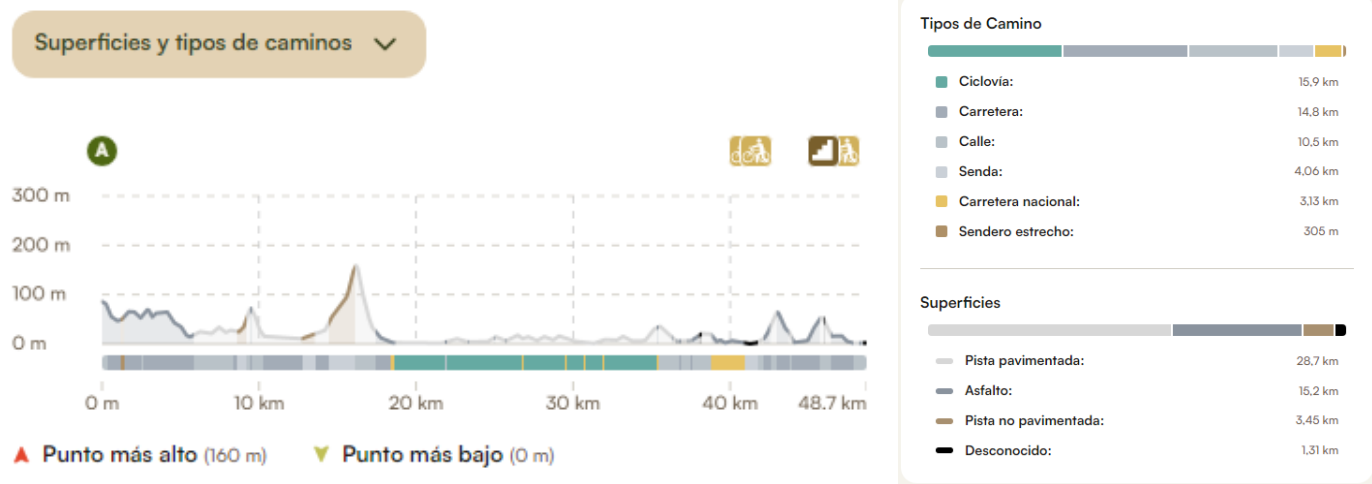 Superficies y tipos de caminos
A
300 m
200 m
100 m
0 m
0 m 10 km 20 km 30 km 40 km 48.7 km
Punto más alto (160 m) Punto más bajo (0 m)
Tipos de Camino
Ciclovía: 15,9 km
Carretera: 14,8 km
Calle: 10,5 km
Senda: 4,06 km
Carretera nacional: 3,13 km
Sendero estrecho: 305 m
Superficies
Pista pavimentada: 28,7 km
Asfalto: 15,2 km
Pista no pavimentada: 3,45 km
Desconocido: 1,31 km